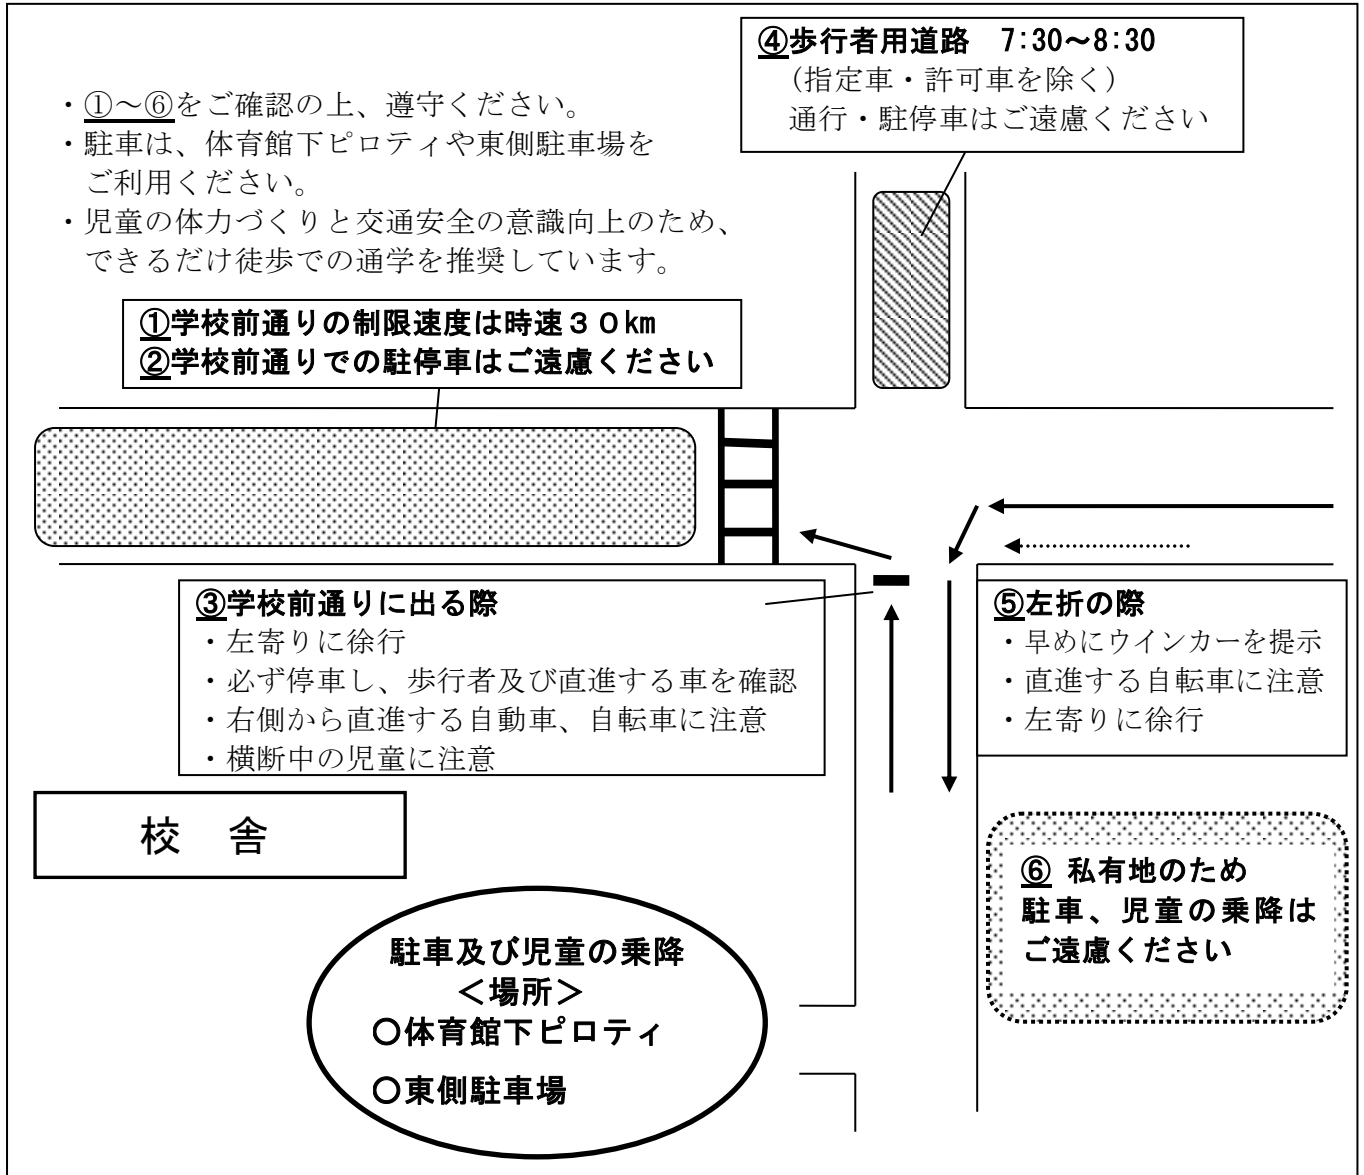 ④歩行者用道路　7:30～8:30
（指定車・許可車を除く）
通行・駐停車はご遠慮ください
・①～⑥をご確認の上、遵守ください。
・駐車は、体育館下ピロティや東側駐車場を
ご利用ください。
・児童の体力づくりと交通安全の意識向上のため、
できるだけ徒歩での通学を推奨しています。
①学校前通りの制限速度は時速３０㎞
②学校前通りでの駐停車はご遠慮ください
③学校前通りに出る際
・左寄りに徐行
・必ず停車し、歩行者及び直進する車を確認
・右側から直進する自動車、自転車に注意
・横断中の児童に注意
⑤左折の際
・早めにウインカーを提示
・直進する自転車に注意
・左寄りに徐行
校　舎
⑥ 私有地のため
駐車、児童の乗降は
ご遠慮ください
駐車及び児童の乗降
＜場所＞
○体育館下ピロティ
○東側駐車場